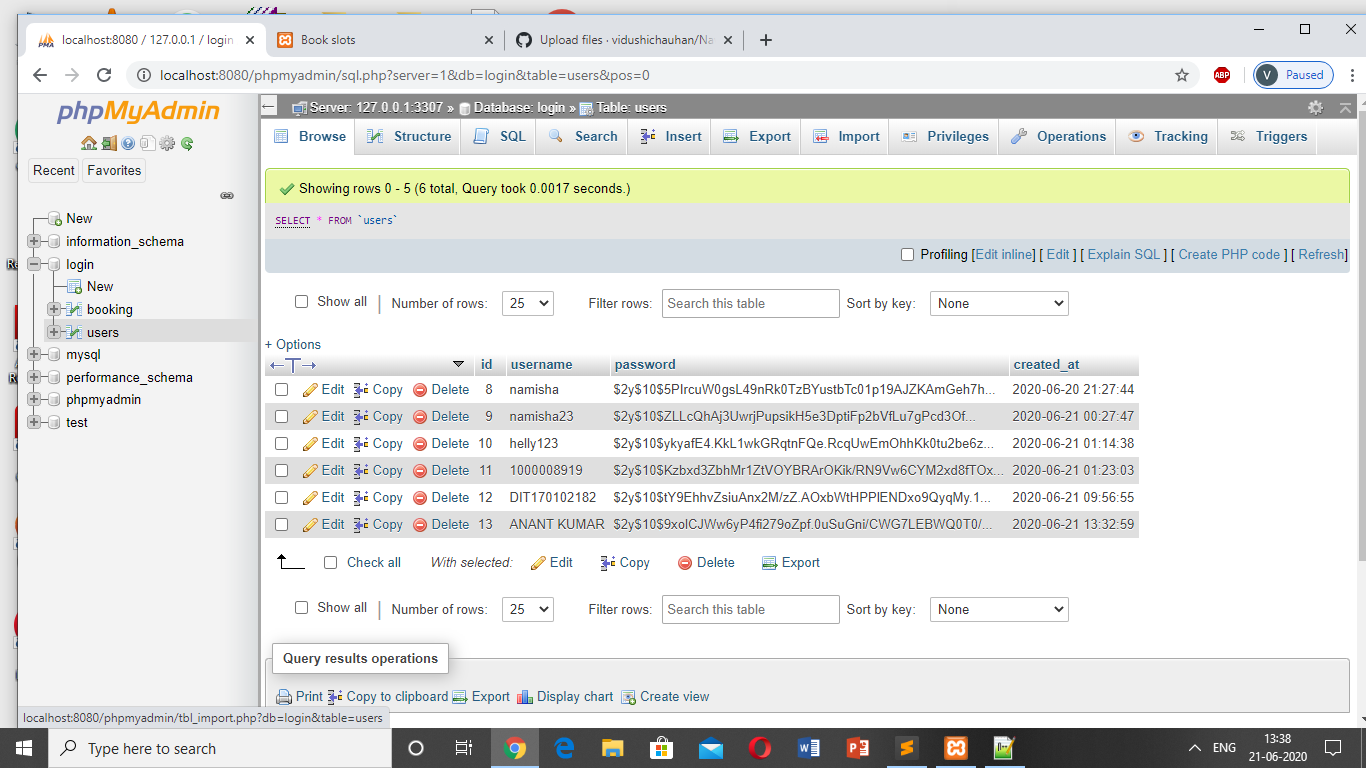 localhost:8080 / 127.0.0.1 / login
Book slots
Upload files · vidushichauhan/Na
localhost:8080/phpmyadmin/sql.php?server=1&db=login&table=users&pos=0
ABP
V Paused
phpMyAdmin
Recent Favorites
New
information_schema
login
New
booking
users
mysql
performance_schema
phpmyadmin
test
Server: 127.0.0.1:3307 » Database: login » Table: users
Browse Structure SQL Search Insert Export Import Privileges Operations Tracking Triggers
Showing rows 0 - 5 (6 total, Query took 0.0017 seconds.)
SELECT * FROM `users`
Profiling [Edit inline] [ Edit ] [ Explain SQL ] [ Create PHP code ] [ Refresh]
Show all | Number of rows: 25 Filter rows: Search this table Sort by key: None
+ Options
←T→ id username password created_at
Edit Copy Delete 8 namisha $2y$10$5PIrcuW0gsL49nRk0TzBYustbTc01p19AJZKAmGeh7h... 2020-06-20 21:27:44
Edit Copy Delete 9 namisha23 $2y$10$ZLLcQhAj3UwrjPupsikH5e3DptiFp2bVfLu7gPcd3Of... 2020-06-21 00:27:47
Edit Copy Delete 10 helly123 $2y$10$ykyafE4.KkL1wkGRqtnFQe.RcqUwEmOhhKk0tu2be6z... 2020-06-21 01:14:38
Edit Copy Delete 11 1000008919 $2y$10$Kzbxd3ZbhMr1ZtVOYBRArOKik/RN9Vw6CYM2xd8fTOx... 2020-06-21 01:23:03
Edit Copy Delete 12 DIT170102182 $2y$10$tY9EhhvZsiuAnx2M/zZ.AOxbWtHPPlENDxo9QyqMy.1... 2020-06-21 09:56:55
Edit Copy Delete 13 ANANT KUMAR $2y$10$9xolCJWw6yP4fi279oZpf.0uSuGni/CWG7LEBWQ0T0/... 2020-06-21 13:32:59
Check all With selected: Edit Copy Delete Export
Show all | Number of rows: 25 Filter rows: Search this table Sort by key: None
Query results operations
Print Copy to clipboard Export Display chart Create view
localhost:8080/phpmyadmin/tbl_import.php?db=login&table=users
Type here to search
ENG
13:38
21-06-2020